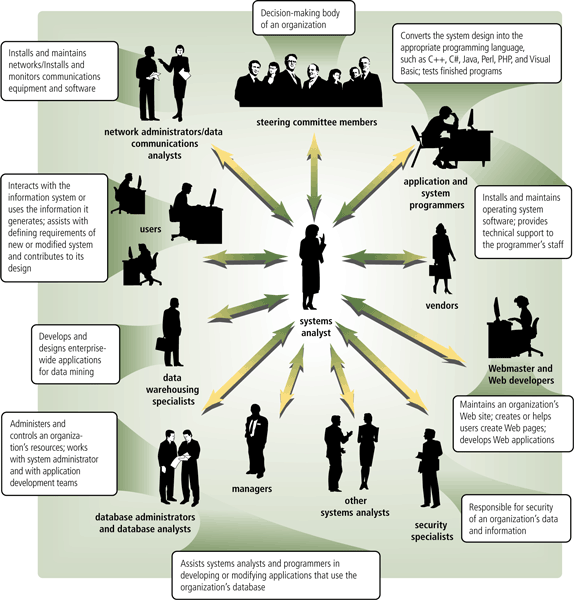 Decision-making body
of an organization
Installs and maintains
networks/Installs and
monitors communications
equipment and software
Converts the system design into the
appropriate programming language,
such as C++, C#, Java, Perl, PHP, and Visual
Basic; tests finished programs
steering committee members
network administrators/data
communications
analysts
application and
system
programmers
Interacts with the
information system or
uses the information it
generates; assists with
defining requirements of
new or modified system
and contributes to its
design
users
Installs and maintains
operating system
software; provides
technical support to
the programmer's staff
vendors
systems
analyst
Develops and
designs enterprise-
wide applications
for data mining
data
warehousing
specialists
Webmaster and
Web developers
Maintains an organization's
Web site; creates or helps
users create Web pages;
develops Web applications
Administers and
controls an organiza-
tion's resources; works
with system administrator
and with application
development teams
managers
other
systems analysts
security
specialists
Responsible for security
of an organization's data
and information
database administrators
and database analysts
Assists systems analysts and programmers in
developing or modifying applications that use the
organization's database